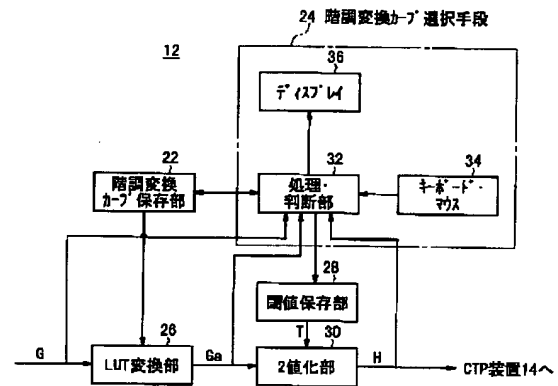 24 階調変換カーブ選択手段
12
36
ディスプレイ
22
階調変換
カーブ保存部
32
処理・
判断部
34
キーボード・
マウス
28
閾値保存部
G
26
LUT変換部
Ga
T
30
2値化部
H
CTP装置14へ